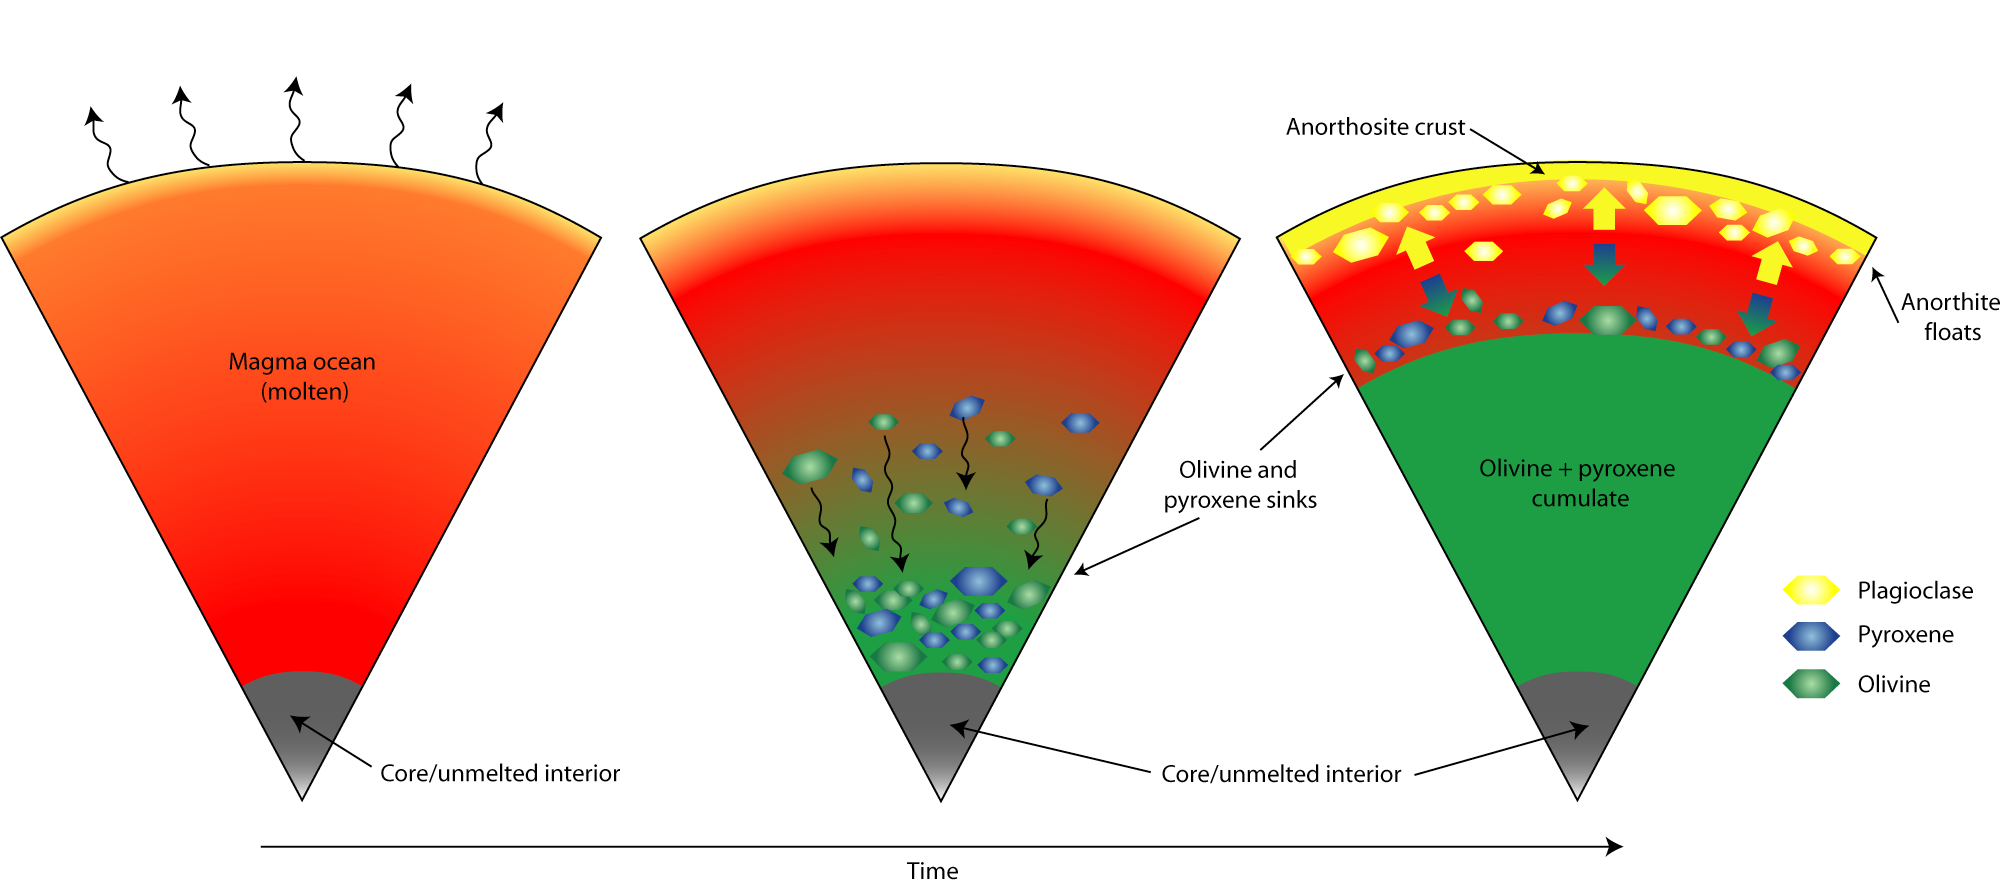 Magma ocean
(molten)
Core/unmelted interior
Olivine and
pyroxene sinks
Core/unmelted interior
Anorthosite crust
Anorthite
floats
Olivine + pyroxene
cumulate
Plagioclase
Pyroxene
Olivine
Time